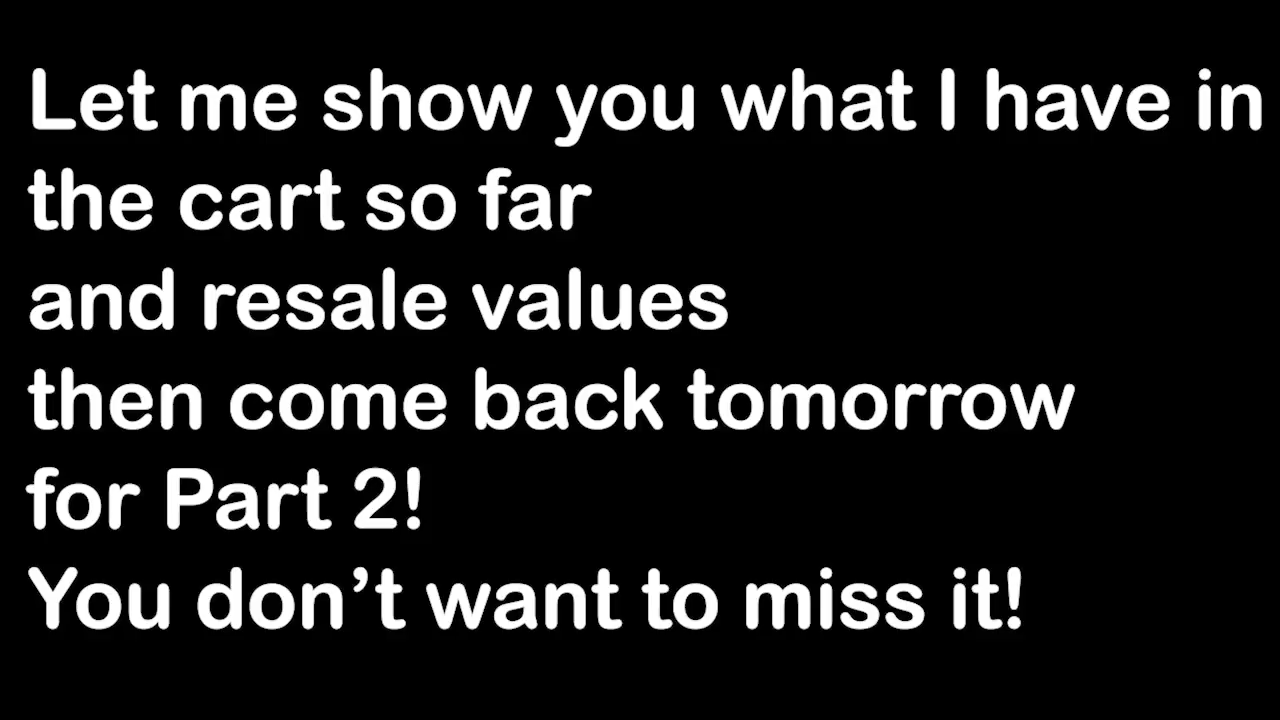 Let me show you what I have in
the cart so far
and resale values
then come back tomorrow
for Part 2!
You don’t want to miss it!